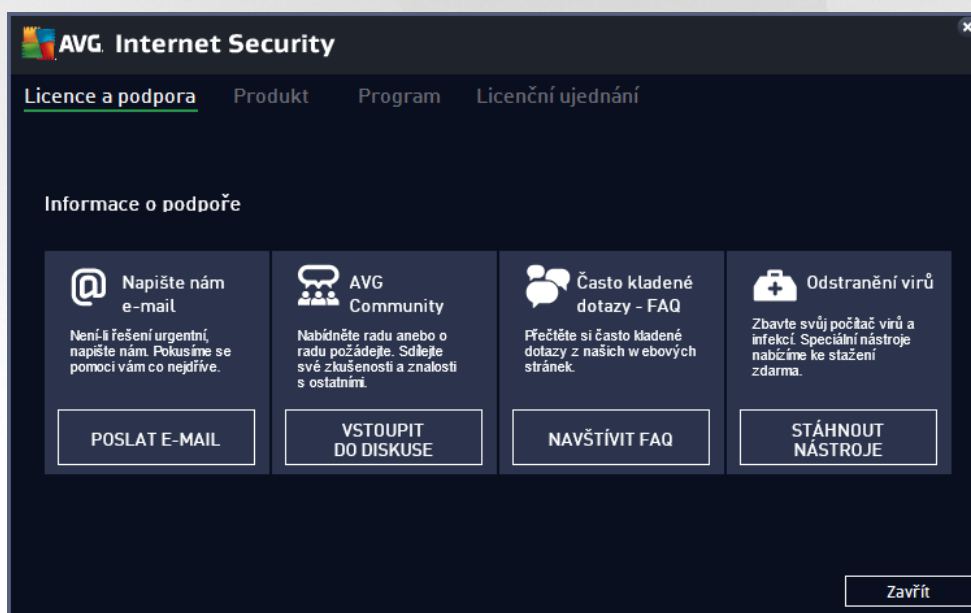 AVG. Internet Security
Licence a podpora Produkt Program Licenční ujednání
Informace o podpoře
Napište nám
e-mail
Není-li řešení urgentní,
napište nám. Pokusíme se
pomoci vám co nejdříve.
POSLAT E-MAIL
AVG
Community
Nabídněte radu anebo o
radu požádejte. Sdílejte
své zkušenosti a znalosti
s ostatními.
VSTOUPIT
DO DISKUSE
Často kladené
dotazy - FAQ
Přečtěte si často kladené
dotazy z našich webových
stránek.
NAVŠTÍVIT FAQ
Odstranění virů
Zbavte svůj počítač virů a
infekcí. Speciální nástroje
nabízíme ke stažení
zdarma.
STÁHNOUT
NÁSTROJE
Zavřít